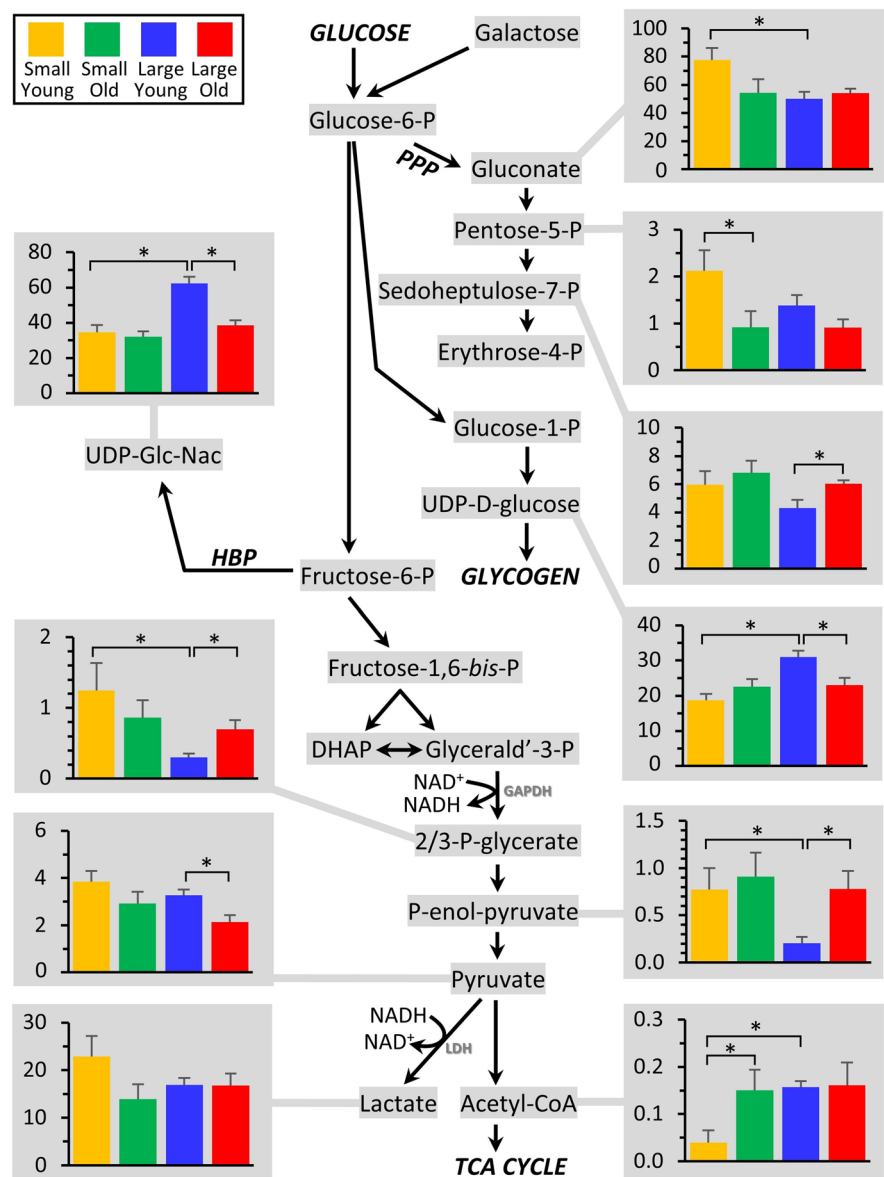 Small Young
Small Old
Large Young
Large Old
GLUCOSE
Galactose
Glucose-6-P
PPP
Gluconate
Pentose-5-P
Sedoheptulose-7-P
Erythrose-4-P
Glucose-1-P
UDP-D-glucose
GLYCOGEN
UDP-Glc-Nac
HBP
Fructose-6-P
Fructose-1,6-bis-P
DHAP
Glycerald'-3-P
NAD+
NADH
GAPDH
2/3-P-glycerate
P-enol-pyruvate
Pyruvate
NADH
NAD+
LDH
Lactate
Acetyl-CoA
TCA CYCLE
100
80
60
40
20
0
*
3
2
1
0
*
10
8
6
4
2
0
*
40
30
20
10
0
* *
1.5
1.0
0.5
0.0
* *
0.3
0.2
0.1
0.0
*
*
80
60
40
20
0
* *
2
1
0
* *
6
4
2
0
*
30
20
10
0